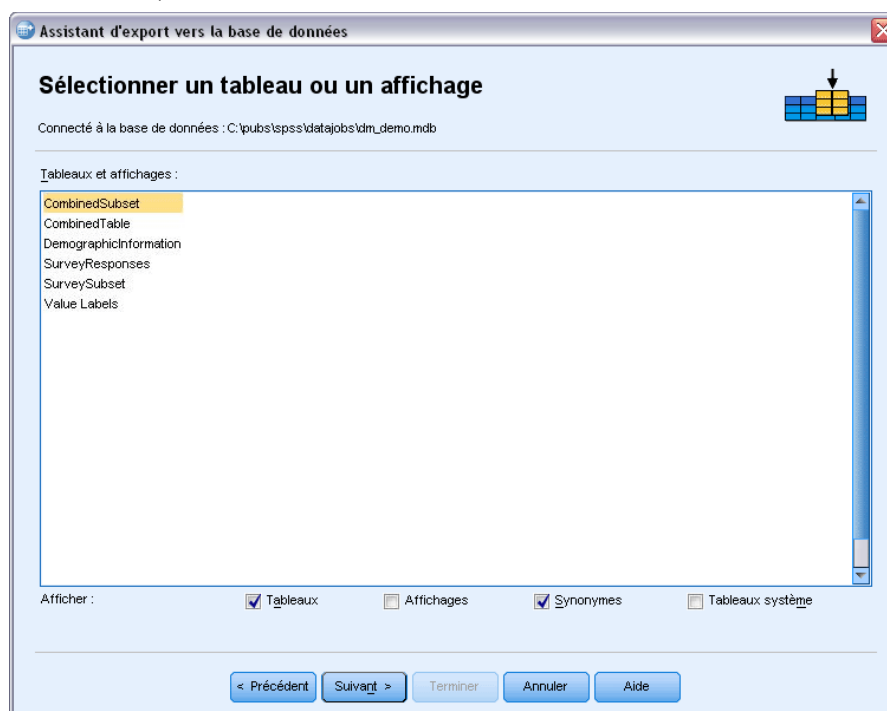 Assistant d'export vers la base de données
Sélectionner un tableau ou un affichage
Connecté à la base de données : C:\pubs\spss\datajobs\dm_demo.mdb
Tableaux et affichages :
CombinedSubset
CombinedTable
DemographicInformation
SurveyResponses
SurveySubset
Value Labels
Afficher : Tableaux Affichages Synonymes Tableaux système
< Précédent Suivant > Terminer Annuler Aide